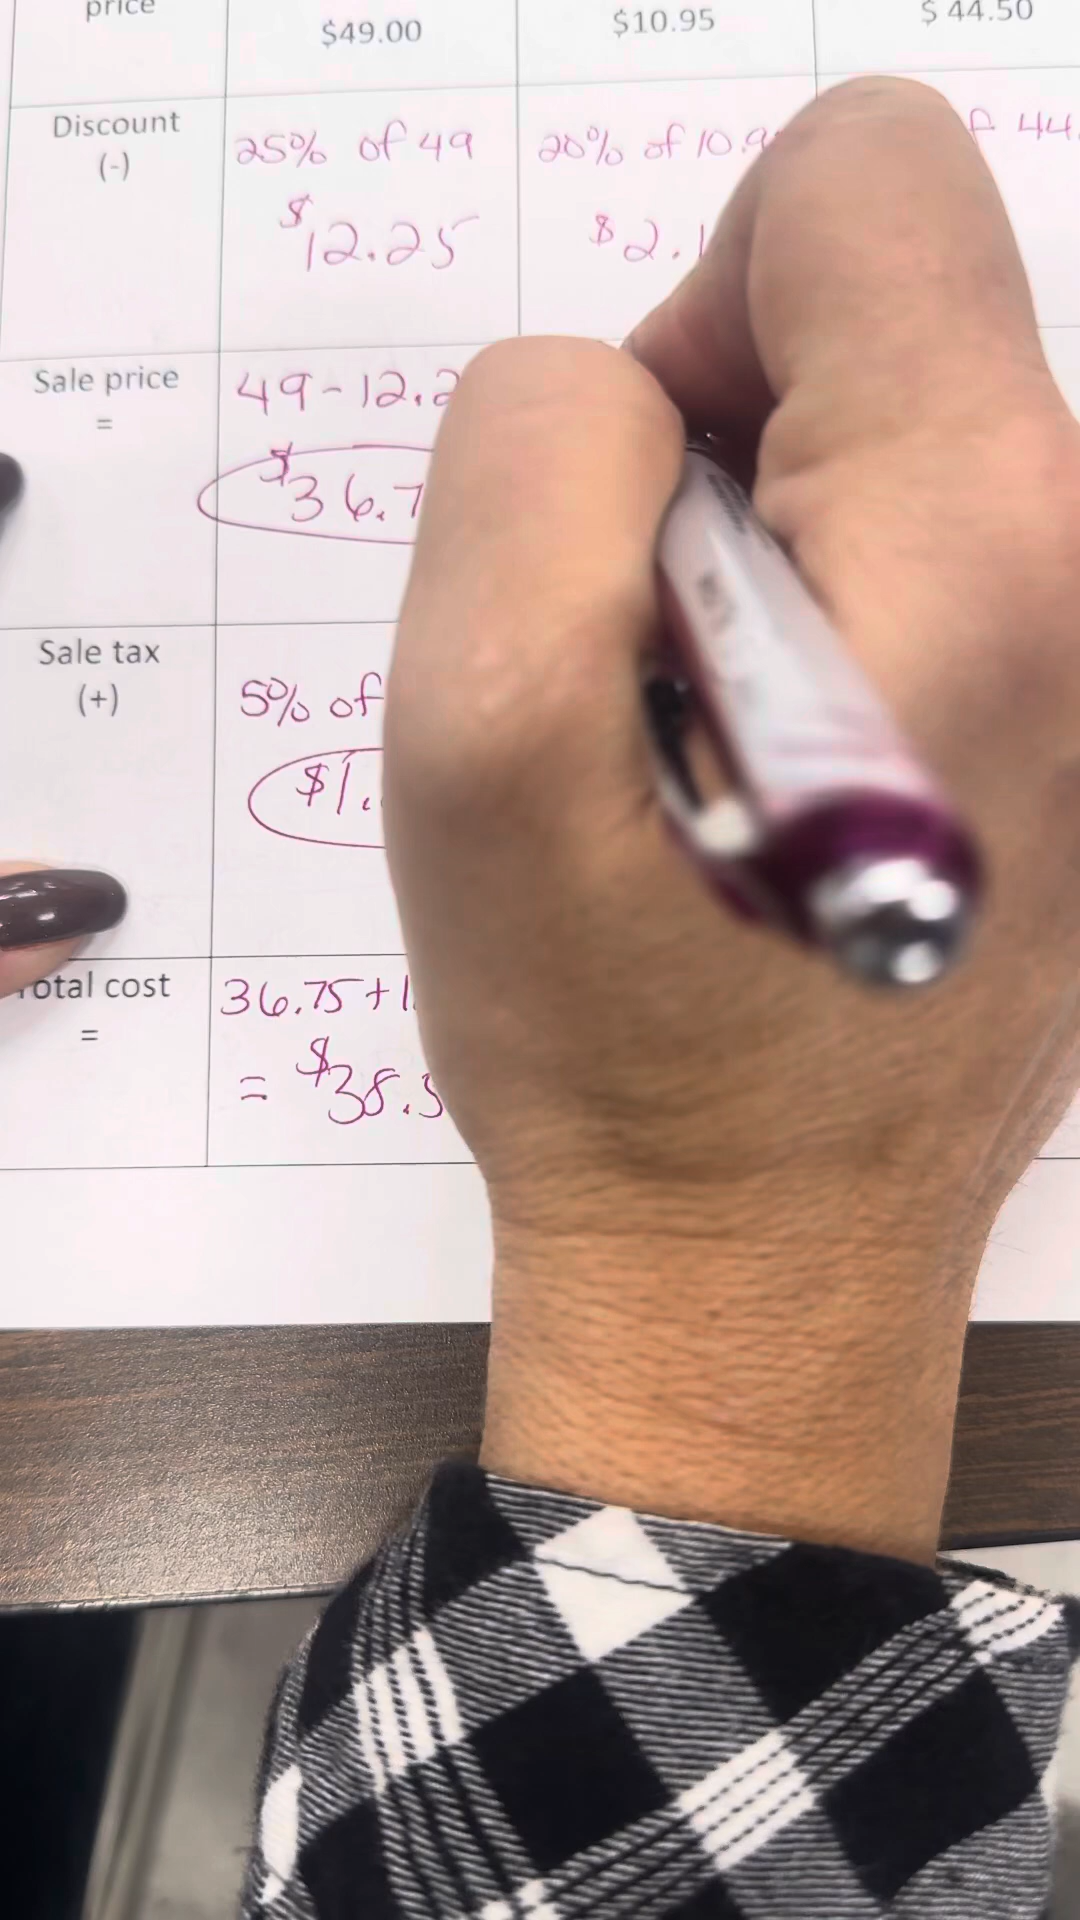 price
$49.00
$10.95
$ 44.50
Discount
(-)
25% of 49
20% of 10.9
44.
$12.25
$2.1
Sale price
=
49-12.2
$36.7
Sale tax
(+)
5% of
$1.
Total cost
=
36.75+1
= $38.5